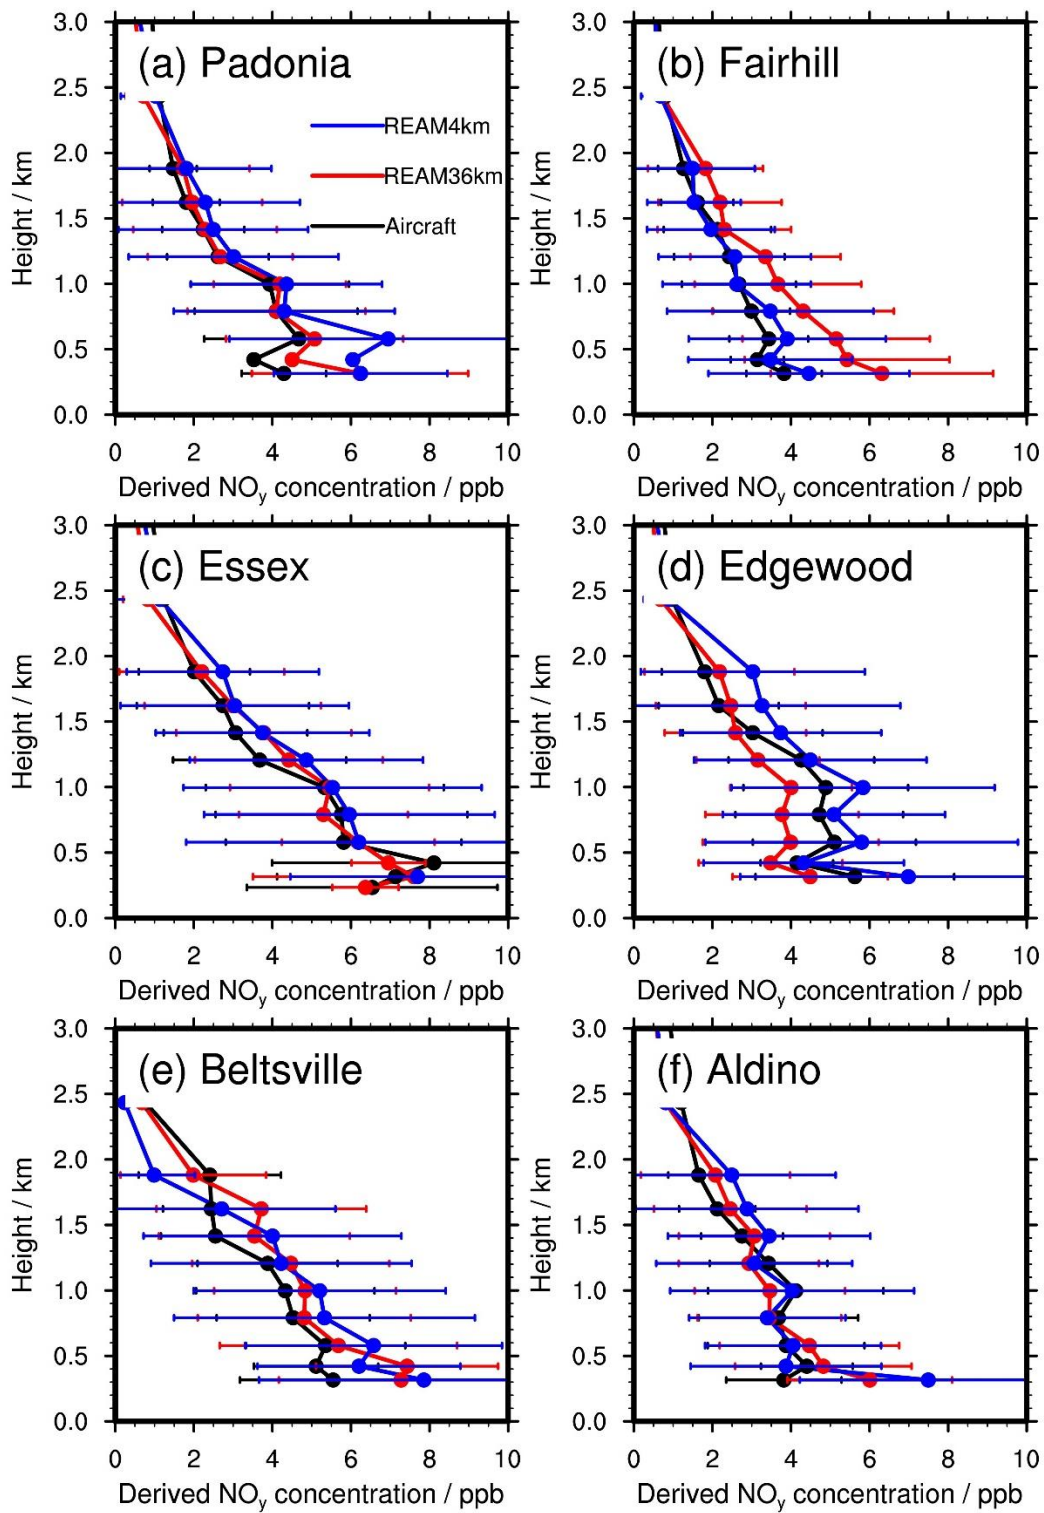 (a) Padonia
REAM4km
REAM36km
Aircraft
3.0
2.5
2.0
1.5
1.0
0.5
0.0
Height / km
0 2 4 6 8 10
Derived NOy concentration / ppb
(b) Fairhill
3.0
2.5
2.0
1.5
1.0
0.5
0.0
Height / km
0 2 4 6 8 10
Derived NOy concentration / ppb
(c) Essex
3.0
2.5
2.0
1.5
1.0
0.5
0.0
Height / km
0 2 4 6 8 10
Derived NOy concentration / ppb
(d) Edgewood
3.0
2.5
2.0
1.5
1.0
0.5
0.0
Height / km
0 2 4 6 8 10
Derived NOy concentration / ppb
(e) Beltsville
3.0
2.5
2.0
1.5
1.0
0.5
0.0
Height / km
0 2 4 6 8 10
Derived NOy concentration / ppb
(f) Aldino
3.0
2.5
2.0
1.5
1.0
0.5
0.0
Height / km
0 2 4 6 8 10
Derived NOy concentration / ppb